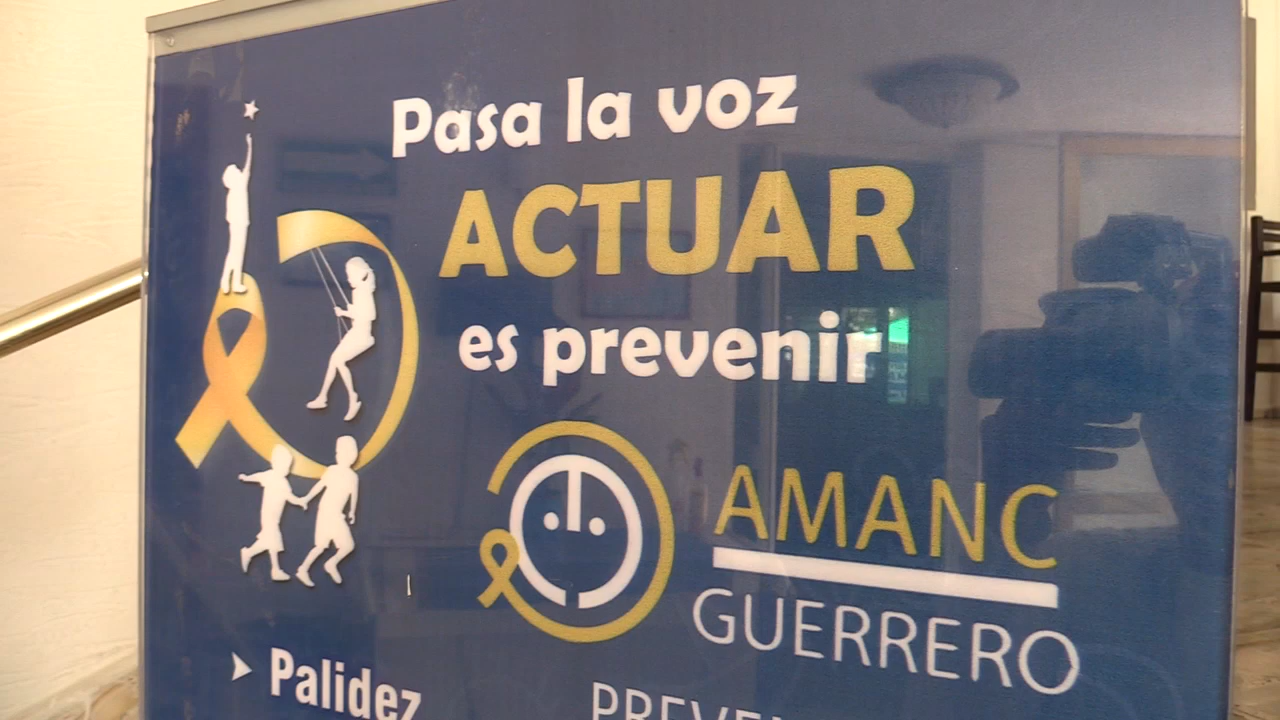 Pasa la voz
ACTUAR
es prevenir
AMANC
GUERRERO
Palidez